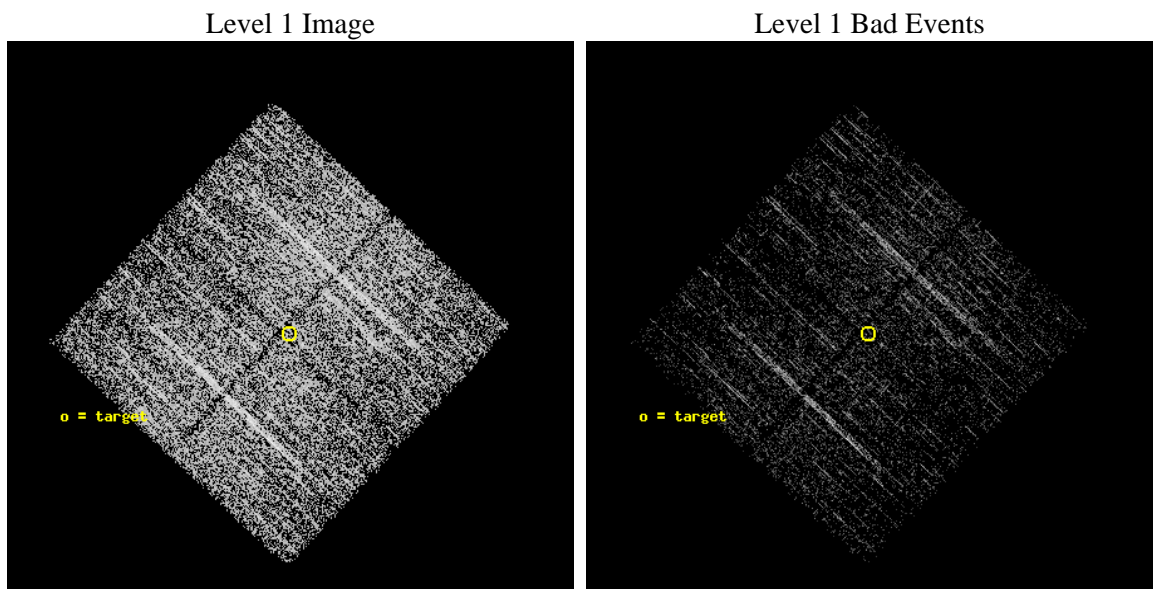 Level 1 Image
Level 1 Bad Events
o = target
o = target